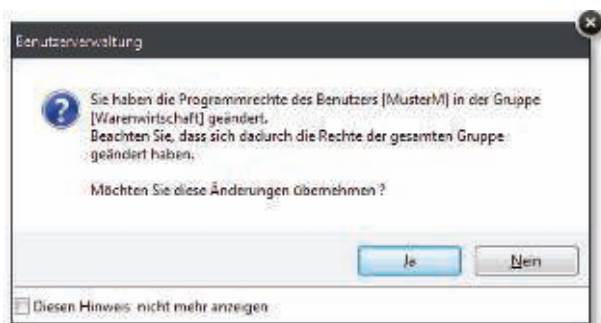 Benutzerverwaltung
Sie haben die Programmrechte des Benutzers [MusterM] in der Gruppe
[Warenwirtschaft] geändert.
Beachten Sie, dass sich dadurch die Rechte der gesamten Gruppe
geändert haben.
Möchten Sie diese Änderungen übernehmen ?
Ja
Nein
Diesen Hinweis nicht mehr anzeigen